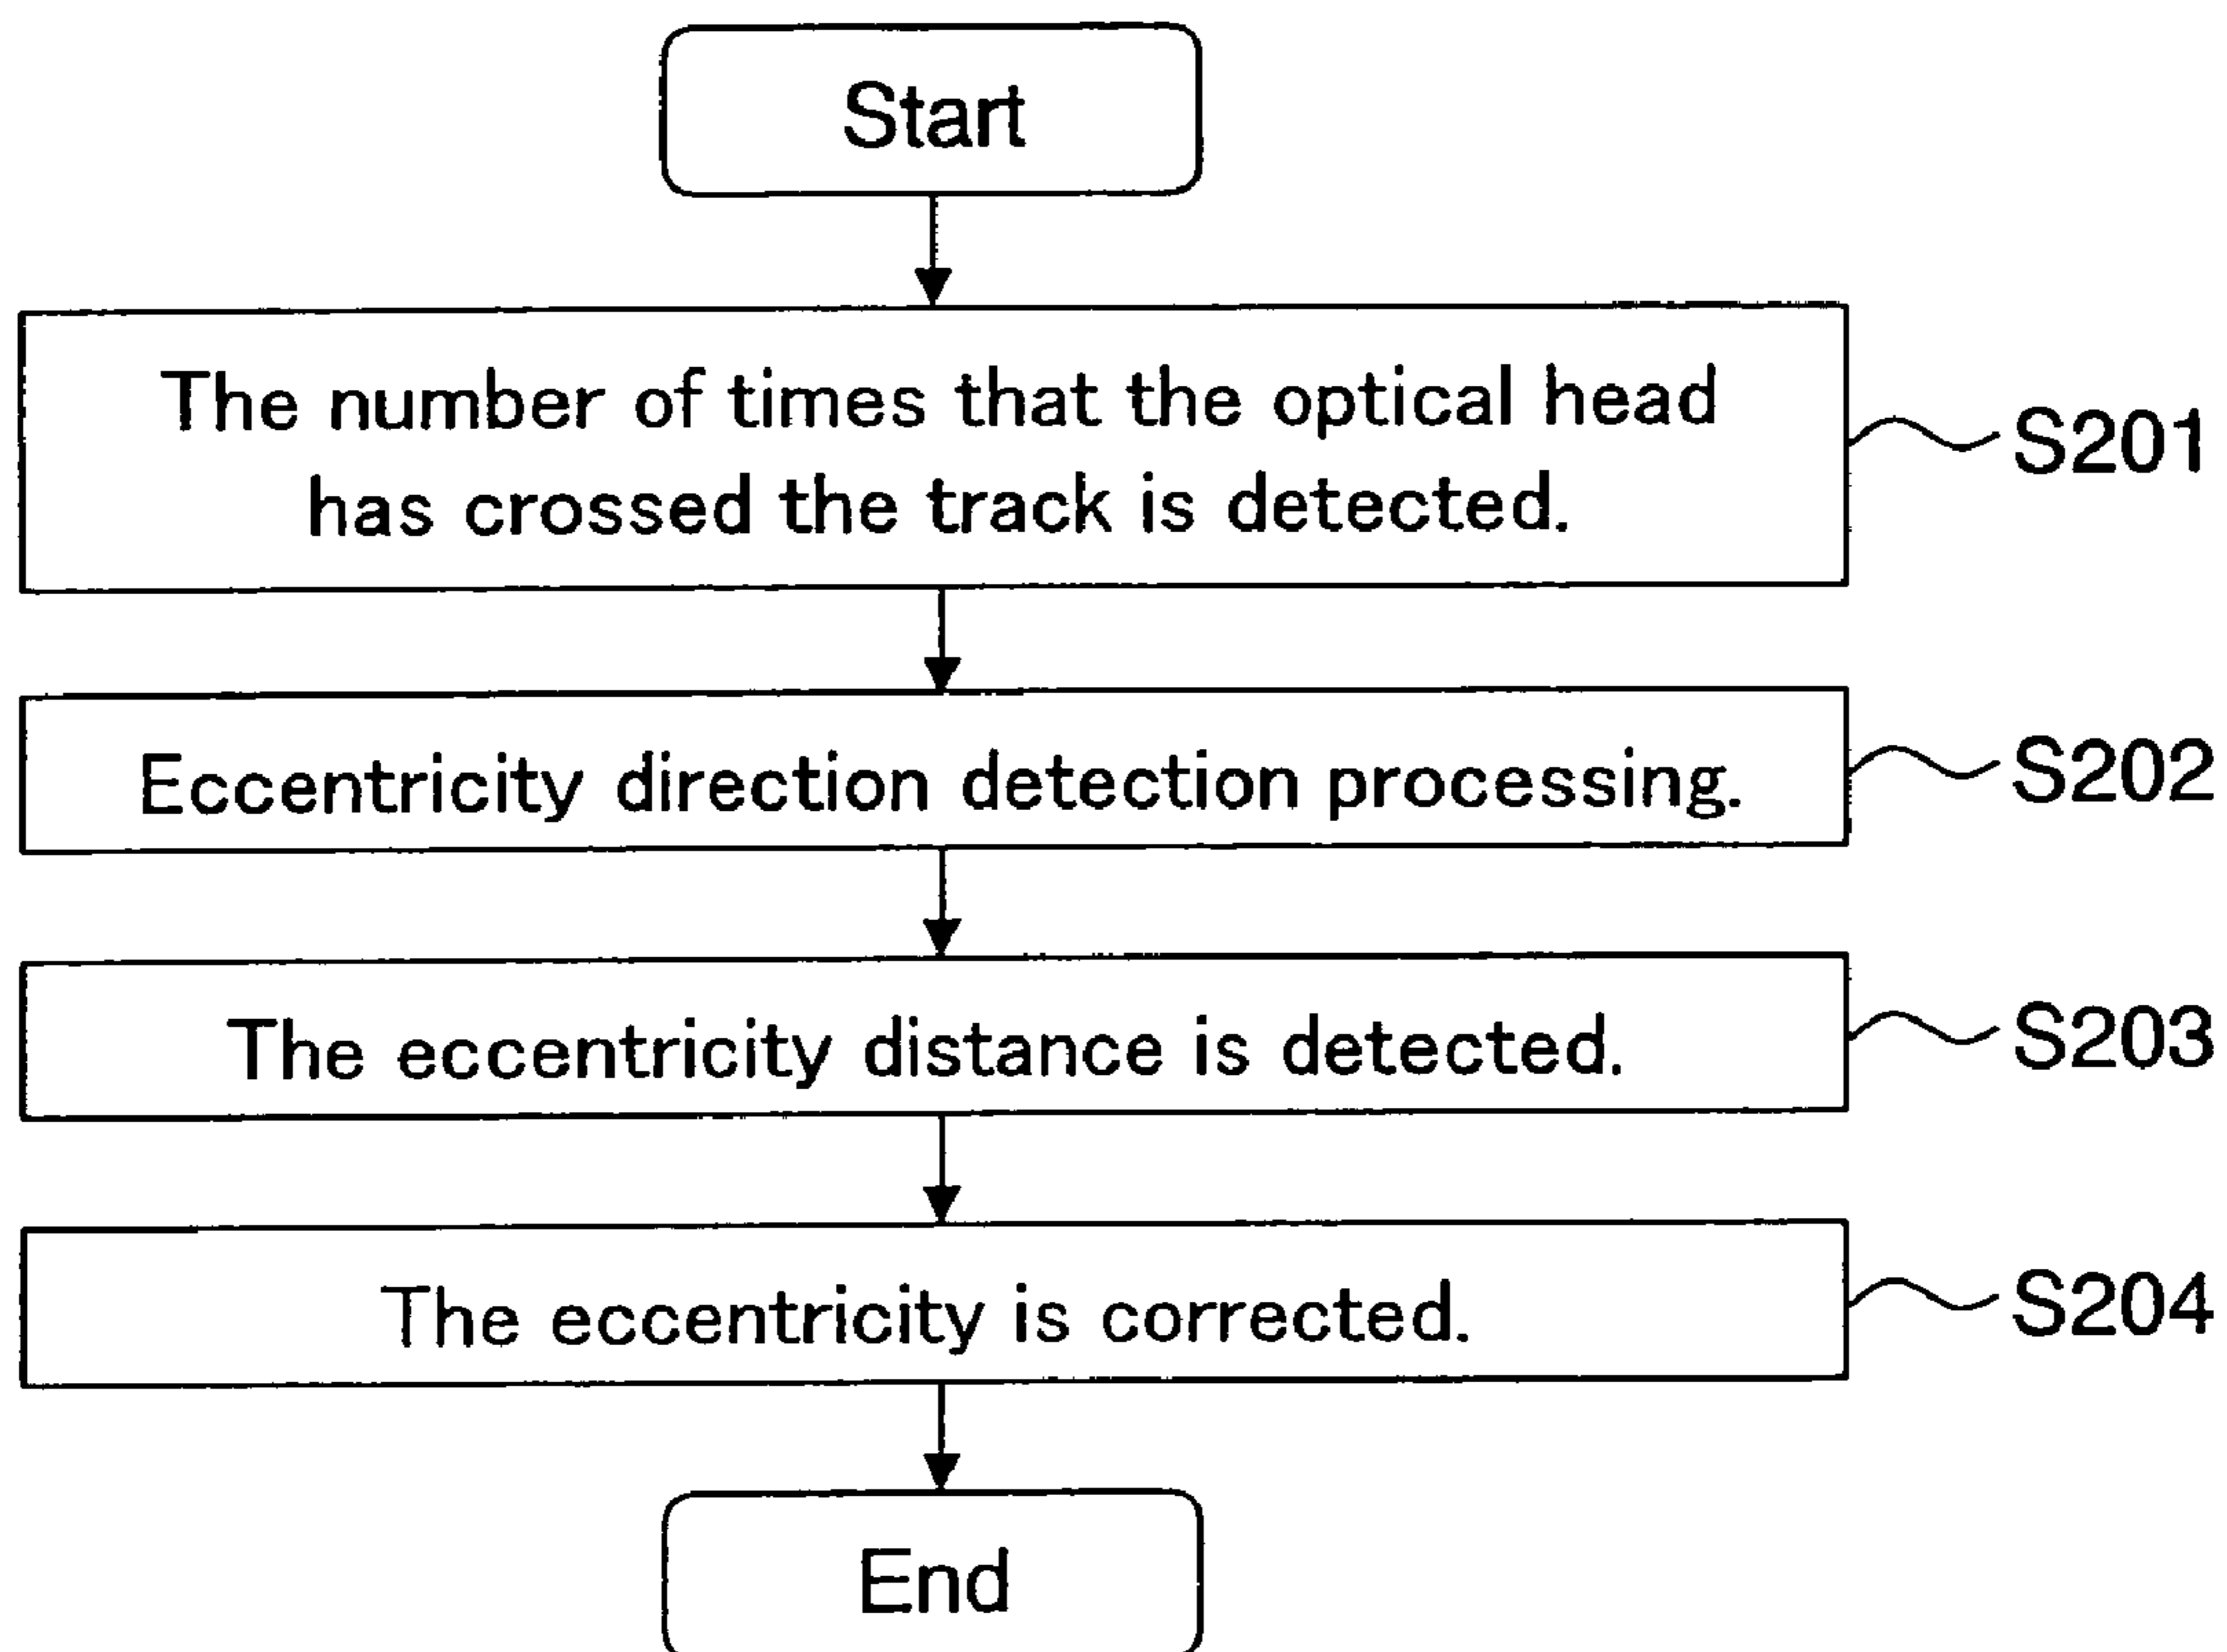 Start
The number of times that the optical head
has crossed the track is detected.
S201
Eccentricity direction detection processing.
S202
The eccentricity distance is detected.
S203
The eccentricity is corrected.
S204
End